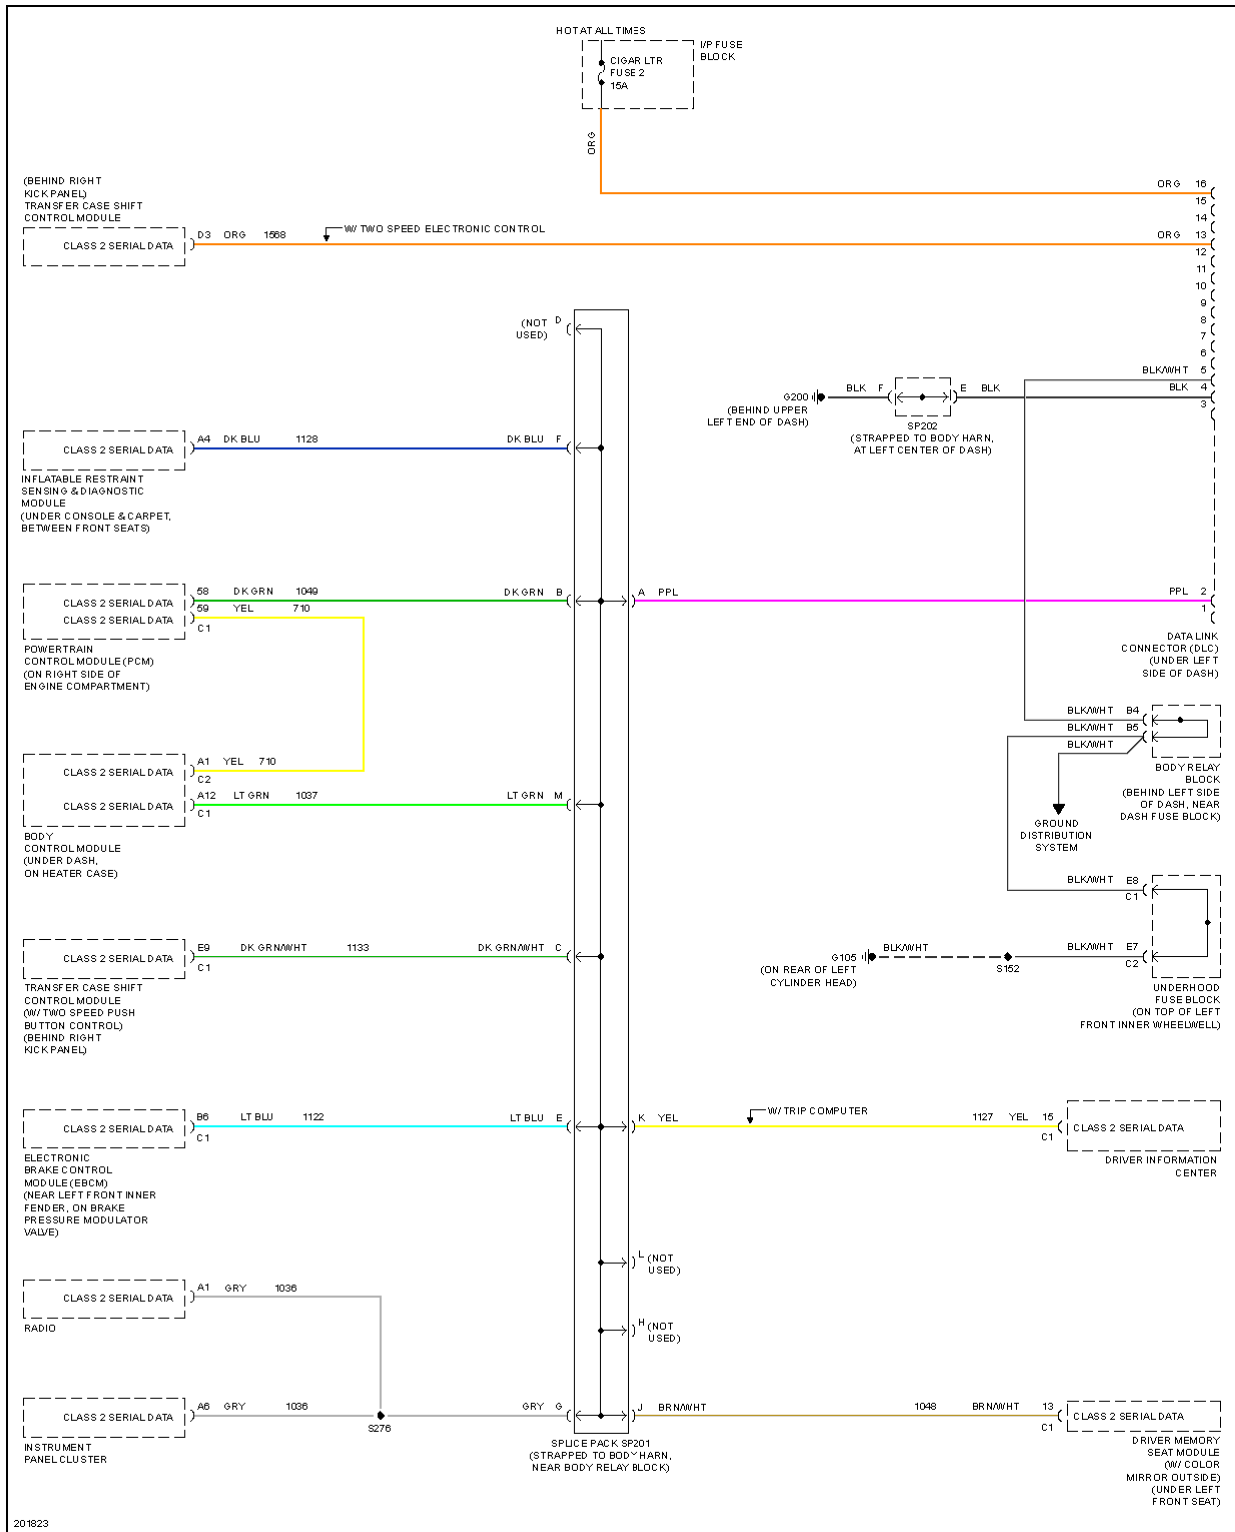 HOT AT ALL TIMES
I/P FUSE
BLOCK
CIGAR LTR
FUSE 2
15A
ORG
(BEHIND RIGHT
KICK PANEL)
TRANSFER CASE SHIFT
CONTROL MODULE
CLASS 2 SERIAL DATA
D3 ORG 1568
W/ TWO SPEED ELECTRONIC CONTROL
ORG 16
15
14
ORG 13
12
11
10
9
8
7
6
BLK/WHT 5
BLK 4
3
(NOT
USED)
D
G200
(BEHIND UPPER
LEFT END OF DASH)
BLK F
E BLK
SP202
(STRAPPED TO BODY HARN,
AT LEFT CENTER OF DASH)
CLASS 2 SERIAL DATA
A4 DK BLU 1128
DK BLU F
INFLATABLE RESTRAINT
SENSING & DIAGNOSTIC
MODULE
(UNDER CONSOLE & CARPET,
BETWEEN FRONT SEATS)
CLASS 2 SERIAL DATA
58 DK GRN 1049
DK GRN B
A PPL
PPL 2
1
CLASS 2 SERIAL DATA
59 YEL 710
C1
POWERTRAIN
CONTROL MODULE (PCM)
(ON RIGHT SIDE OF
ENGINE COMPARTMENT)
DATA LINK
CONNECTOR (DLC)
(UNDER LEFT
SIDE OF DASH)
BLK/WHT B4
BLK/WHT B5
BLK/WHT
BODY RELAY
BLOCK
(BEHIND LEFT SIDE
OF DASH, NEAR
DASH FUSE BLOCK)
GROUND
DISTRIBUTION
SYSTEM
CLASS 2 SERIAL DATA
A1 YEL 710
C2
CLASS 2 SERIAL DATA
A12 LT GRN 1037
C1
LT GRN M
BODY
CONTROL MODULE
(UNDER DASH,
ON HEATER CASE)
BLK/WHT E8
C1
BLK/WHT E7
C2
UNDERHOOD
FUSE BLOCK
(ON TOP OF LEFT
FRONT INNER WHEELWELL)
G105
(ON REAR OF LEFT
CYLINDER HEAD)
BLK/WHT
S152
CLASS 2 SERIAL DATA
E9 DK GRN/WHT 1133
C1
DK GRN/WHT C
TRANSFER CASE SHIFT
CONTROL MODULE
(W/ TWO SPEED PUSH
BUTTON CONTROL)
(BEHIND RIGHT
KICK PANEL)
CLASS 2 SERIAL DATA
B6 LT BLU 1122
C1
LT BLU E
K YEL
W/ TRIP COMPUTER
1127 YEL 15
C1
CLASS 2 SERIAL DATA
DRIVER INFORMATION
CENTER
ELECTRONIC
BRAKE CONTROL
MODULE (EBCM)
(NEAR LEFT FRONT INNER
FENDER, ON BRAKE
PRESSURE MODULATOR
VALVE)
L (NOT
USED)
CLASS 2 SERIAL DATA
A1 GRY 1036
RADIO
H (NOT
USED)
CLASS 2 SERIAL DATA
A6 GRY 1036
S276
GRY G
J BRN/WHT
1048 BRN/WHT 13
C1
CLASS 2 SERIAL DATA
INSTRUMENT
PANEL CLUSTER
SPLICE PACK SP201
(STRAPPED TO BODY HARN,
NEAR BODY RELAY BLOCK)
DRIVER MEMORY
SEAT MODULE
(W/ COLOR
MIRROR OUTSIDE)
(UNDER LEFT
FRONT SEAT)
201823